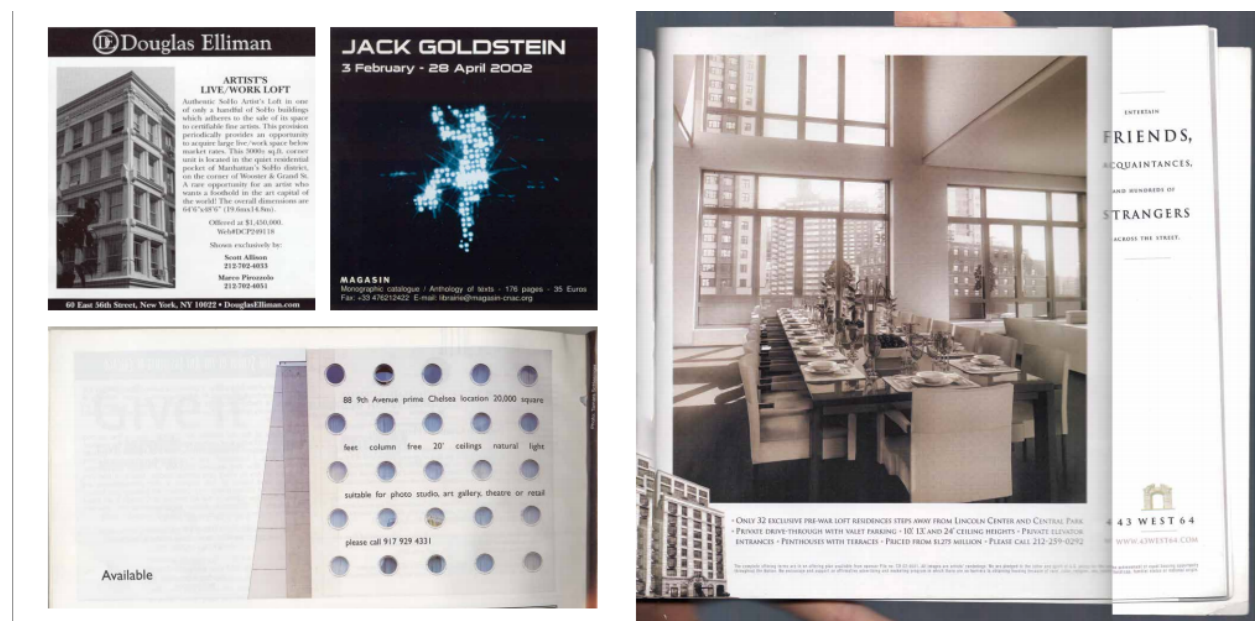 Douglas Elliman
ARTIST'S
LIVE/WORK LOFT
Authentic SoHo Artist's Loft in one
of only a handful of SoHo buildings
which adheres to the sale of its space
to certifiable fine artists. This provision
periodically provides an opportunity
to acquire large live/work space below
market rates. This 3000± sq.ft. corner
unit is located in the quiet residential
pocket of Manhattan's SoHo district,
on the corner of Wooster & Grand St.
A rare opportunity for an artist who
wants a foothold in the art capital of
the world! The overall dimensions are
64'6"x48'6" (19.6mx14.8m).
Offered at $1,450,000.
Web#DCP249118
Shown exclusively by:
Scott Allison
212-702-4033
Marco Pirozzolo
212-702-4051
60 East 56th Street, New York, NY 10022 • DouglasElliman.com
JACK GOLDSTEIN
3 February - 28 April 2002
MAGASIN
Monographic catalogue / Anthology of texts - 176 pages - 35 Euros
Fax: +33 476212422 E-mail: librairie@magasin-cnac.org
88 9th Avenue prime Chelsea location 20,000 square
feet column free 20' ceilings natural light
suitable for photo studio, art gallery, theatre or retail
please call 917 929 4331
Available
ENTERTAIN
FRIENDS,
ACQUAINTANCES,
AND HUNDREDS OF
STRANGERS
ACROSS THE STREET.
• ONLY 32 EXCLUSIVE PRE-WAR LOFT RESIDENCES STEPS AWAY FROM LINCOLN CENTER AND CENTRAL PARK
• PRIVATE DRIVE-THROUGH WITH VALET PARKING • 10', 13' AND 24' CEILING HEIGHTS • PRIVATE ELEVATOR
ENTRANCES • PENTHOUSES WITH TERRACES • PRICED FROM $1.275 MILLION • PLEASE CALL 212-259-0292
43 WEST 64
WWW.43WEST64.COM